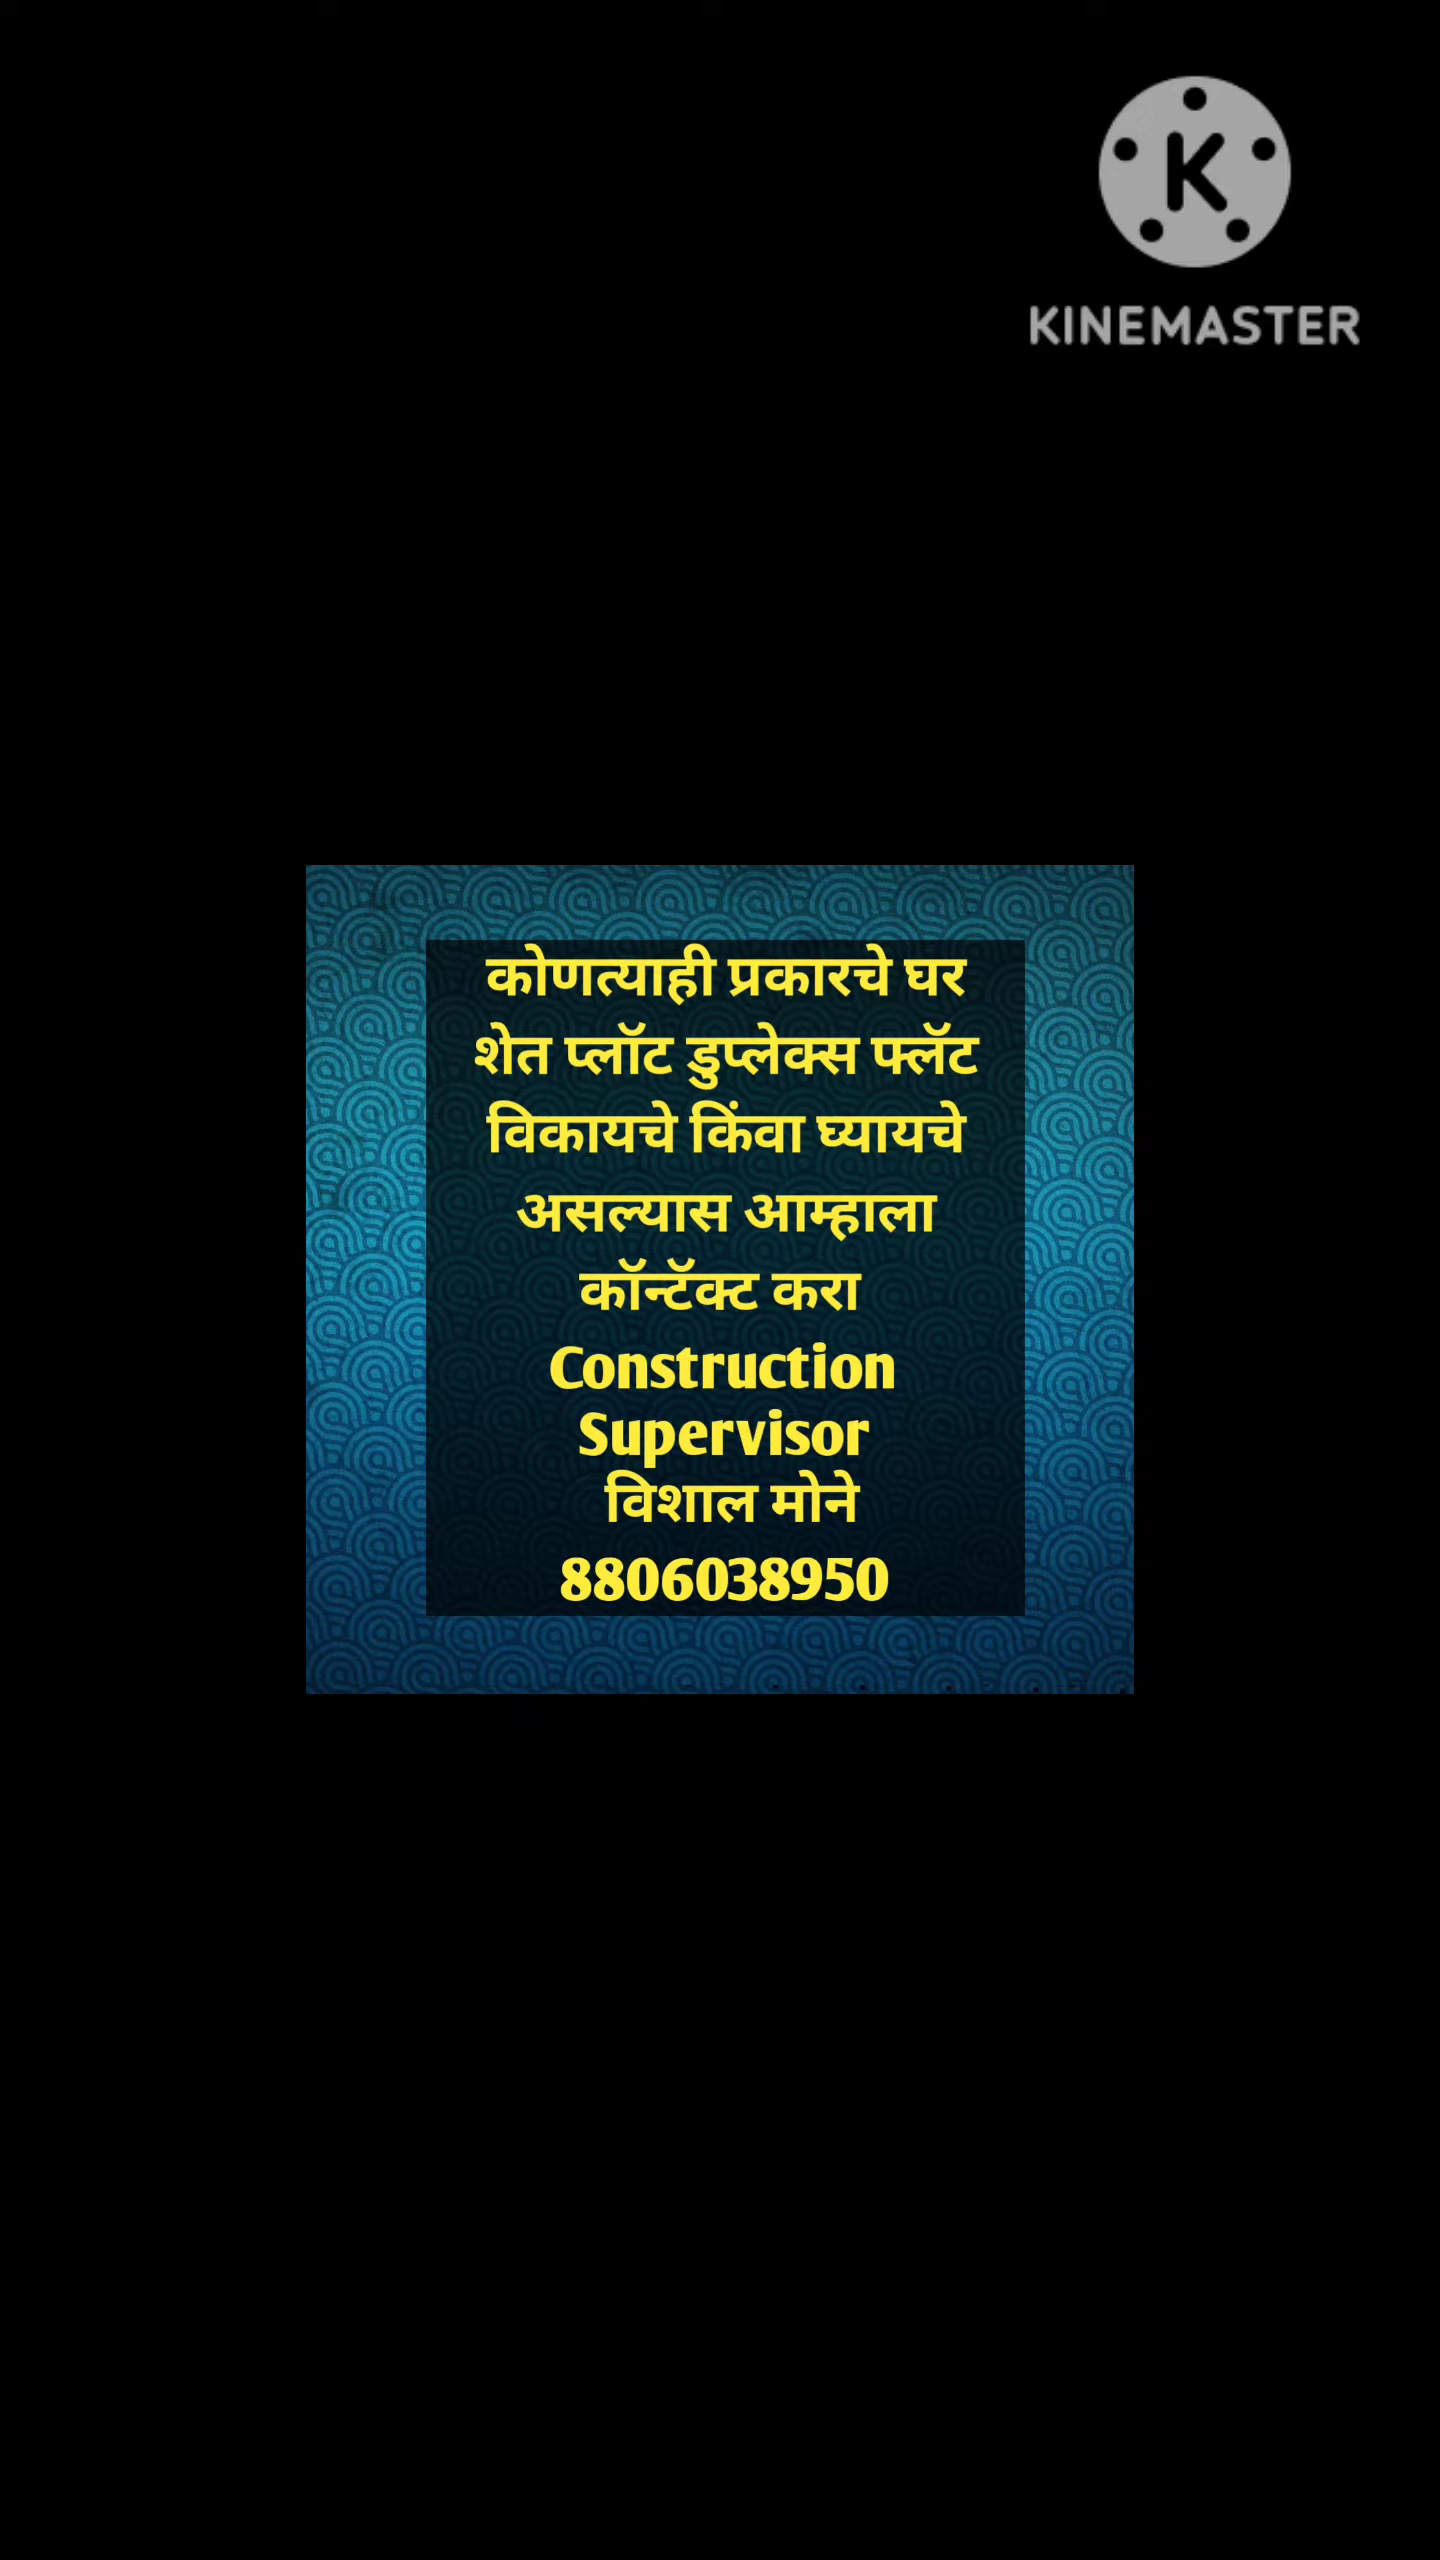 KINEMASTER
कोणत्याही प्रकारचे घर
शेत प्लॉट डुप्लेक्स फ्लॅट
विकायचे किंवा घ्यायचे
असल्यास आम्हाला
कॉन्टॅक्ट करा
Construction
Supervisor
विशाल मोने
8806038950